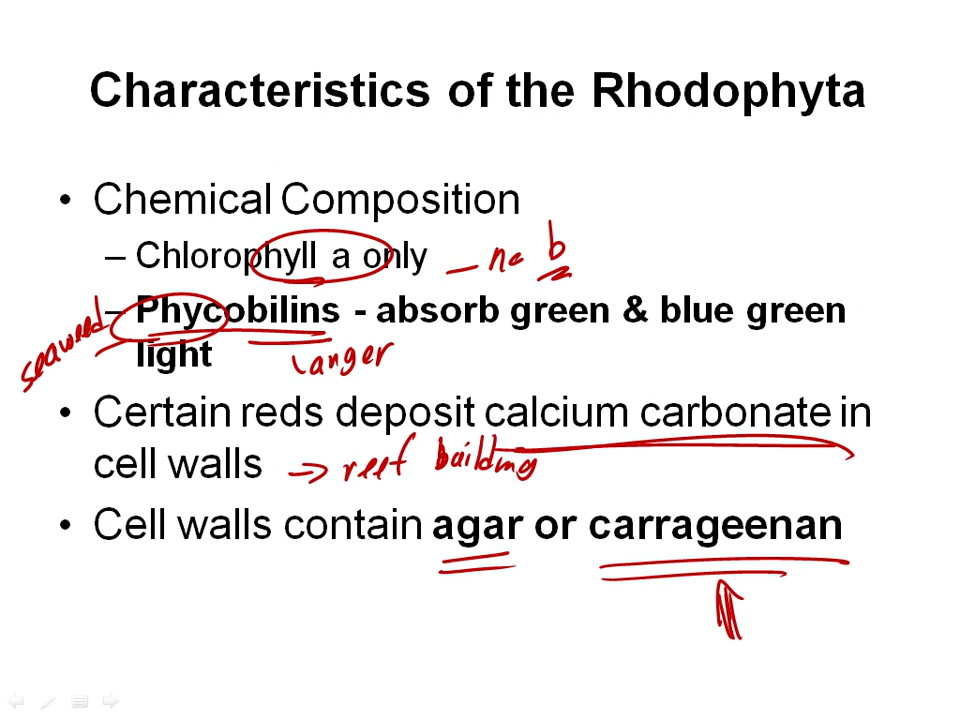 Characteristics of the Rhodophyta
• Chemical Composition
– Chlorophyll a only – no b
– Phycobilins - absorb green & blue green
seaweed
light
• Certain reds deposit calcium carbonate in
cell walls → reef building
• Cell walls contain agar or carrageenan